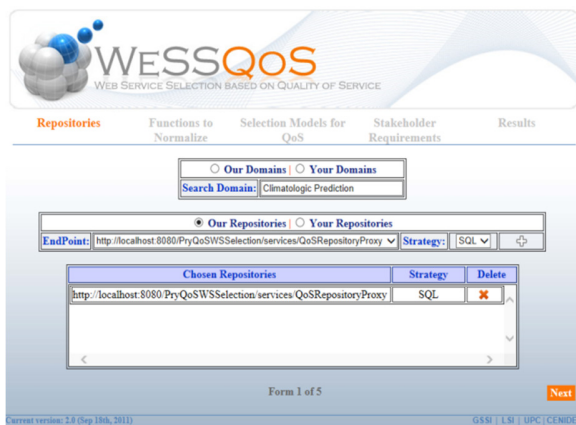 WESSQOS
WEB SERVICE SELECTION BASED ON QUALITY OF SERVICE
Repositories Functions to Normalize Selection Models for QoS Stakeholder Requirements Results
Our Domains | Your Domains
Search Domain: Climatologic Prediction
Our Repositories | Your Repositories
EndPoint: http://localhost:8080/PryQoSWSSelection/services/QoSRepositoryProxy Strategy: SQL
Chosen Repositories Strategy Delete
http://localhost:8080/PryQoSWSSelection/services/QoSRepositoryProxy SQL
Form 1 of 5
Next
Current version: 2.0 (Sep 18th, 2011) GSSI | LSI | UPC | CENIDE